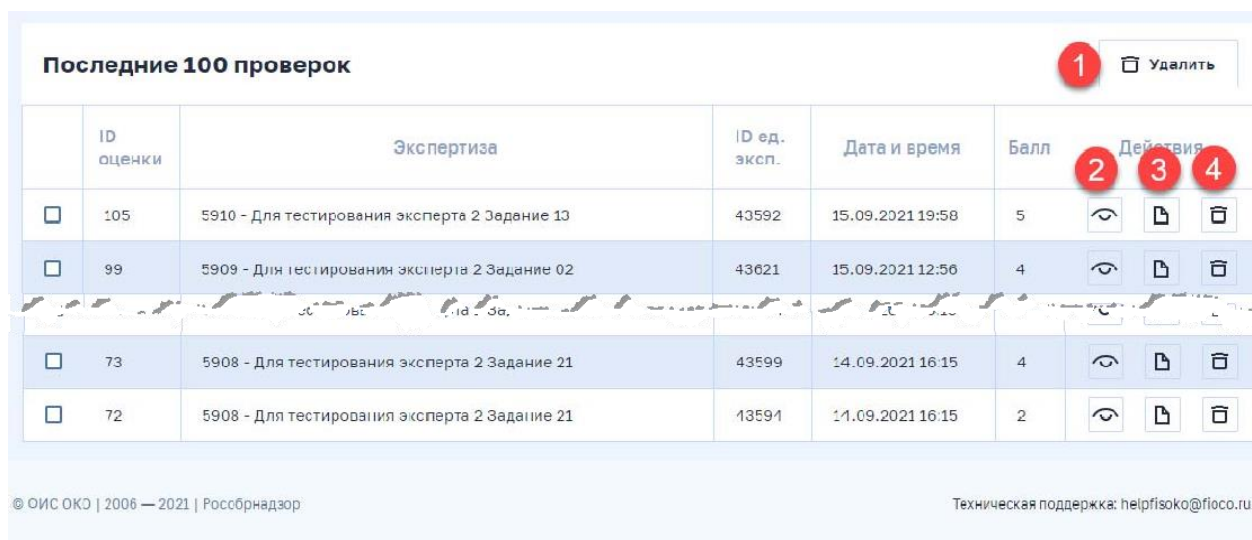 Последние 100 проверок
1
Удалить
ID оценки
Экспертиза
ID ед. эксп.
Дата и время
Балл
Действия
2
3
4
105
5910 - Для тестирования эксперта 2 Задание 13
43592
15.09.2021 19:58
5
99
5909 - Для тестирования эксперта 2 Задание 02
43621
15.09.2021 12:56
4
73
5908 - Для тестирования эксперта 2 Задание 21
43599
14.09.2021 16:15
4
72
5908 - Для тестирования эксперта 2 Задание 21
43594
14.09.2021 16:15
2
© ОИС ОКО | 2006 — 2021 | Рособрнадзор
Техническая поддержка: helpfisoko@fioco.ru